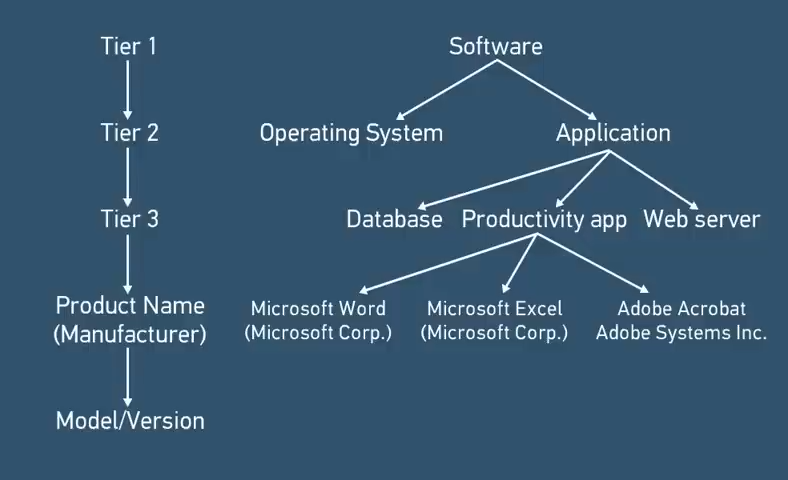 Tier 1
Software
Tier 2
Operating System
Application
Tier 3
Database
Productivity app
Web server
Product Name
(Manufacturer)
Microsoft Word
(Microsoft Corp.)
Microsoft Excel
(Microsoft Corp.)
Adobe Acrobat
Adobe Systems Inc.
Model/Version